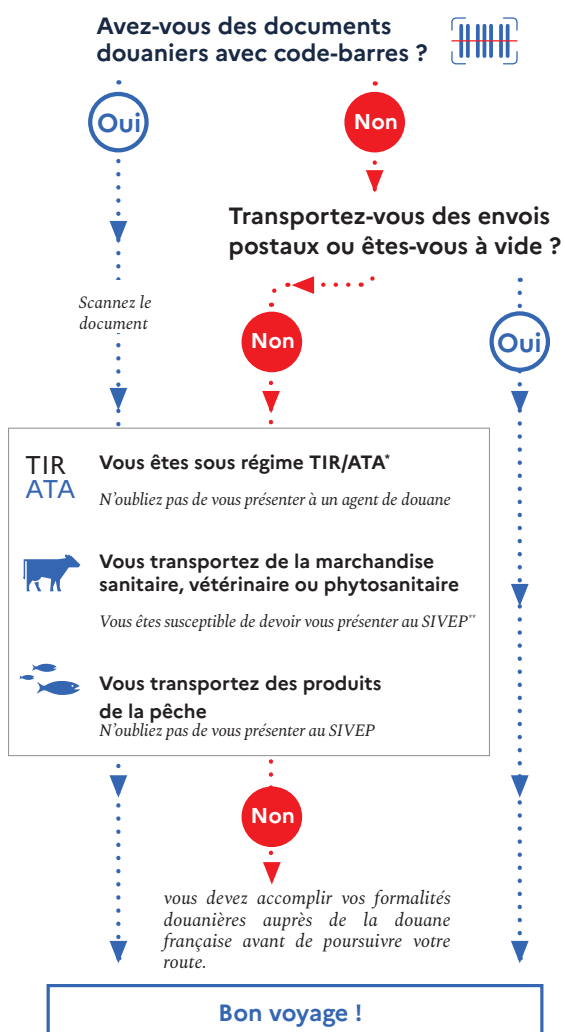 Avez-vous des documents
douaniers avec code-barres ?
Oui
Non
Transportez-vous des envois
postaux ou êtes-vous à vide ?
Scannez le
document
Non
Oui
TIR
ATA
Vous êtes sous régime TIR/ATA*
N'oubliez pas de vous présenter à un agent de douane
Vous transportez de la marchandise
sanitaire, vétérinaire ou phytosanitaire
Vous êtes susceptible de devoir vous présenter au SIVEP**
Vous transportez des produits
de la pêche
N'oubliez pas de vous présenter au SIVEP
Non
vous devez accomplir vos formalités
douanières auprès de la douane
française avant de poursuivre votre
route.
Bon voyage !